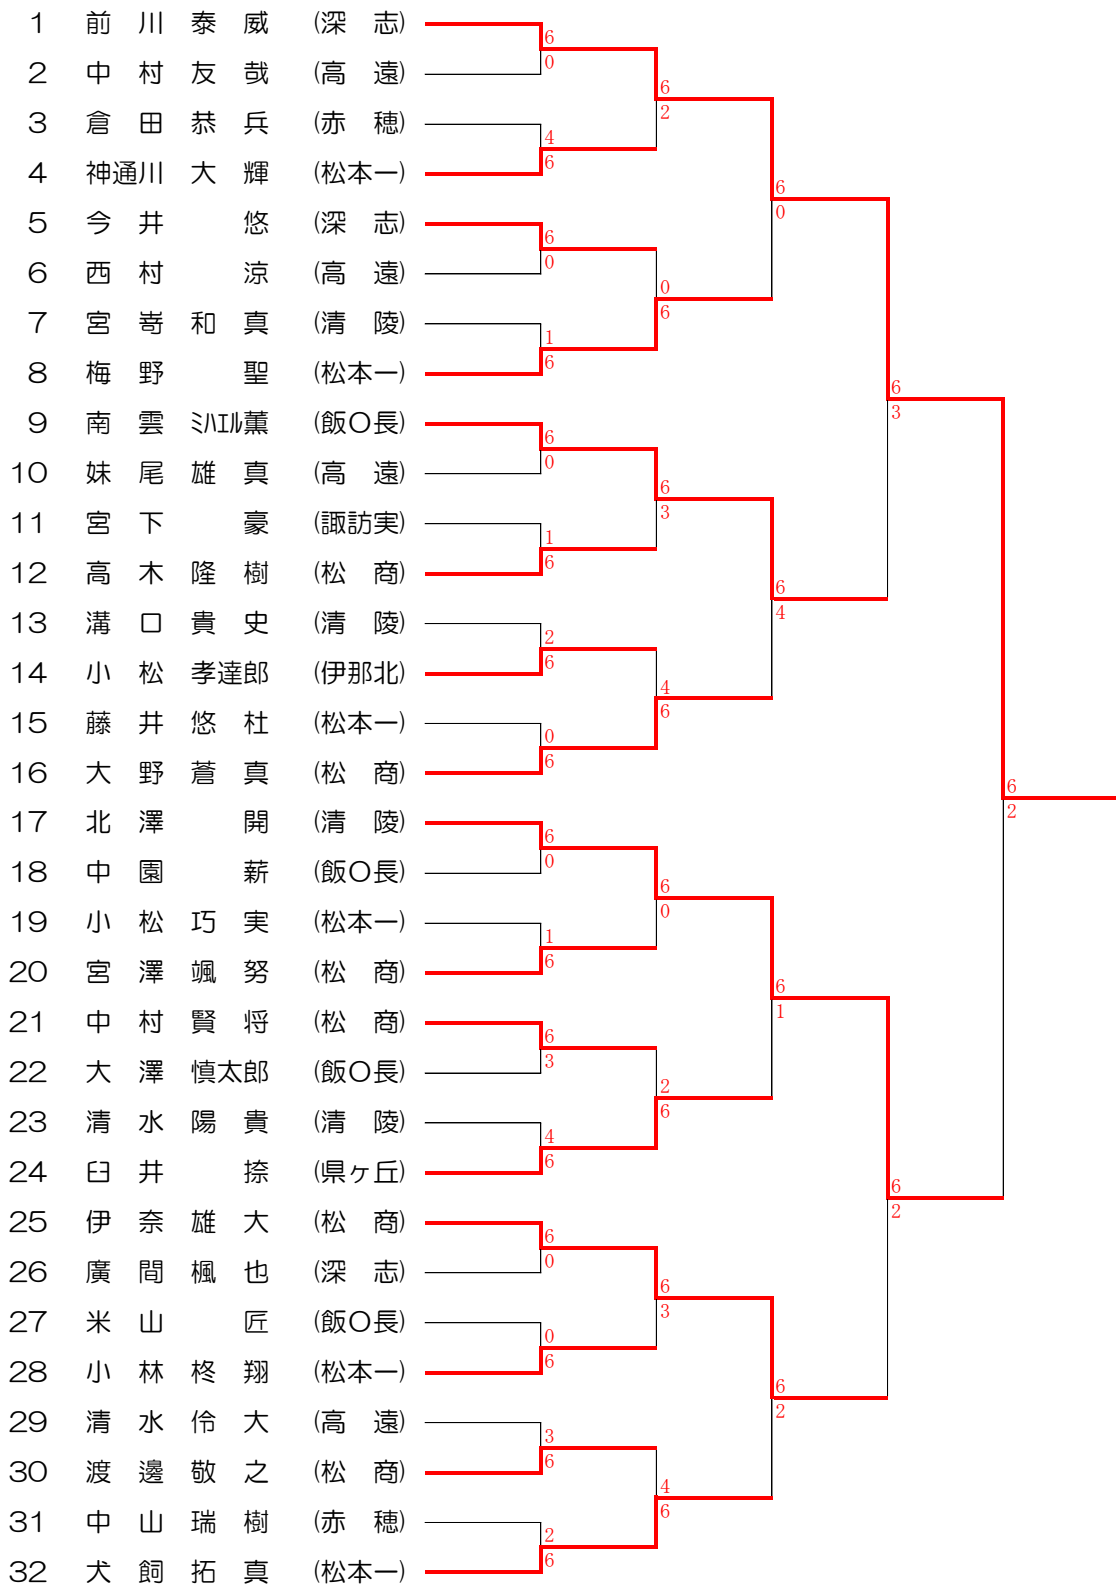 1 前川泰威 (深志)
2 中村友哉 (高遠)
3 倉田恭兵 (赤穂)
4 神通川大輝 (松本一)
5 今井悠 (深志)
6 西村涼 (高遠)
7 宮嵜和真 (清陵)
8 梅野聖 (松本一)
9 南雲ﾐﾊｴﾙ薫 (飯O長)
10 妹尾雄真 (高遠)
11 宮下豪 (諏訪実)
12 高木隆樹 (松商)
13 溝口貴史 (清陵)
14 小松孝達郎 (伊那北)
15 藤井悠杜 (松本一)
16 大野蒼真 (松商)
17 北澤開 (清陵)
18 中園薪 (飯O長)
19 小松巧実 (松本一)
20 宮澤颯努 (松商)
21 中村賢将 (松商)
22 大澤慎太郎 (飯O長)
23 清水陽貴 (清陵)
24 臼井捺 (県ヶ丘)
25 伊奈雄大 (松商)
26 廣間楓也 (深志)
27 米山匠 (飯O長)
28 小林柊翔 (松本一)
29 清水伶大 (高遠)
30 渡邊敬之 (松商)
31 中山瑞樹 (赤穂)
32 犬飼拓真 (松本一)
6
0
4
6
6
0
1
6
6
0
1
6
2
6
0
6
6
0
1
6
6
3
4
6
6
0
0
6
3
6
2
6
6
2
0
6
6
3
4
6
6
0
2
6
6
3
4
6
6
0
6
4
6
1
6
2
6
3
6
2
6
2